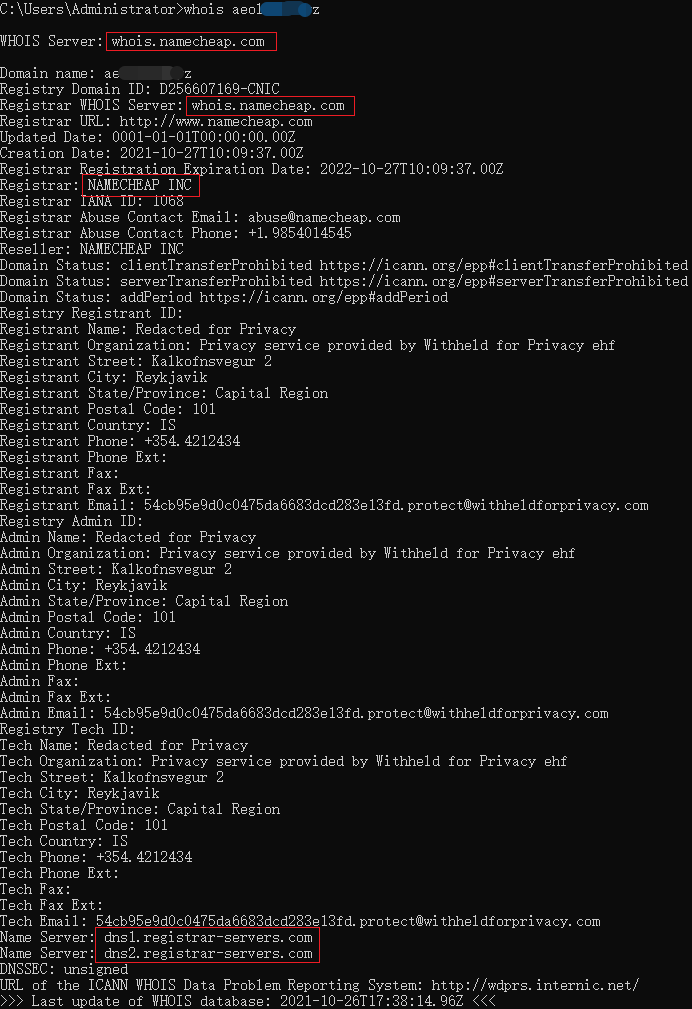 C:\Users\Administrator>whois aeol z
WHOIS Server: whois.namecheap.com
Domain name: ae z
Registry Domain ID: D256607169-CNIC
Registrar WHOIS Server: whois.namecheap.com
Registrar URL: http://www.namecheap.com
Updated Date: 0001-01-01T00:00:00.00Z
Creation Date: 2021-10-27T10:09:37.00Z
Registrar Registration Expiration Date: 2022-10-27T10:09:37.00Z
Registrar: NAMECHEAP INC
Registrar IANA ID: 1068
Registrar Abuse Contact Email: abuse@namecheap.com
Registrar Abuse Contact Phone: +1.9854014545
Reseller: NAMECHEAP INC
Domain Status: clientTransferProhibited https://icann.org/epp#clientTransferProhibited
Domain Status: serverTransferProhibited https://icann.org/epp#serverTransferProhibited
Domain Status: addPeriod https://icann.org/epp#addPeriod
Registry Registrant ID:
Registrant Name: Redacted for Privacy
Registrant Organization: Privacy service provided by Withheld for Privacy ehf
Registrant Street: Kalkofnsvegur 2
Registrant City: Reykjavik
Registrant State/Province: Capital Region
Registrant Postal Code: 101
Registrant Country: IS
Registrant Phone: +354.4212434
Registrant Phone Ext:
Registrant Fax:
Registrant Fax Ext:
Registrant Email: 54cb95e9d0c0475da6683dcd283e13fd.protect@withheldforprivacy.com
Registry Admin ID:
Admin Name: Redacted for Privacy
Admin Organization: Privacy service provided by Withheld for Privacy ehf
Admin Street: Kalkofnsvegur 2
Admin City: Reykjavik
Admin State/Province: Capital Region
Admin Postal Code: 101
Admin Country: IS
Admin Phone: +354.4212434
Admin Phone Ext:
Admin Fax:
Admin Fax Ext:
Admin Email: 54cb95e9d0c0475da6683dcd283e13fd.protect@withheldforprivacy.com
Registry Tech ID:
Tech Name: Redacted for Privacy
Tech Organization: Privacy service provided by Withheld for Privacy ehf
Tech Street: Kalkofnsvegur 2
Tech City: Reykjavik
Tech State/Province: Capital Region
Tech Postal Code: 101
Tech Country: IS
Tech Phone: +354.4212434
Tech Phone Ext:
Tech Fax:
Tech Fax Ext:
Tech Email: 54cb95e9d0c0475da6683dcd283e13fd.protect@withheldforprivacy.com
Name Server: dns1.registrar-servers.com
Name Server: dns2.registrar-servers.com
DNSSEC: unsigned
URL of the ICANN WHOIS Data Problem Reporting System: http://wdprs.internic.net/
>>> Last update of WHOIS database: 2021-10-26T17:38:14.96Z <<<